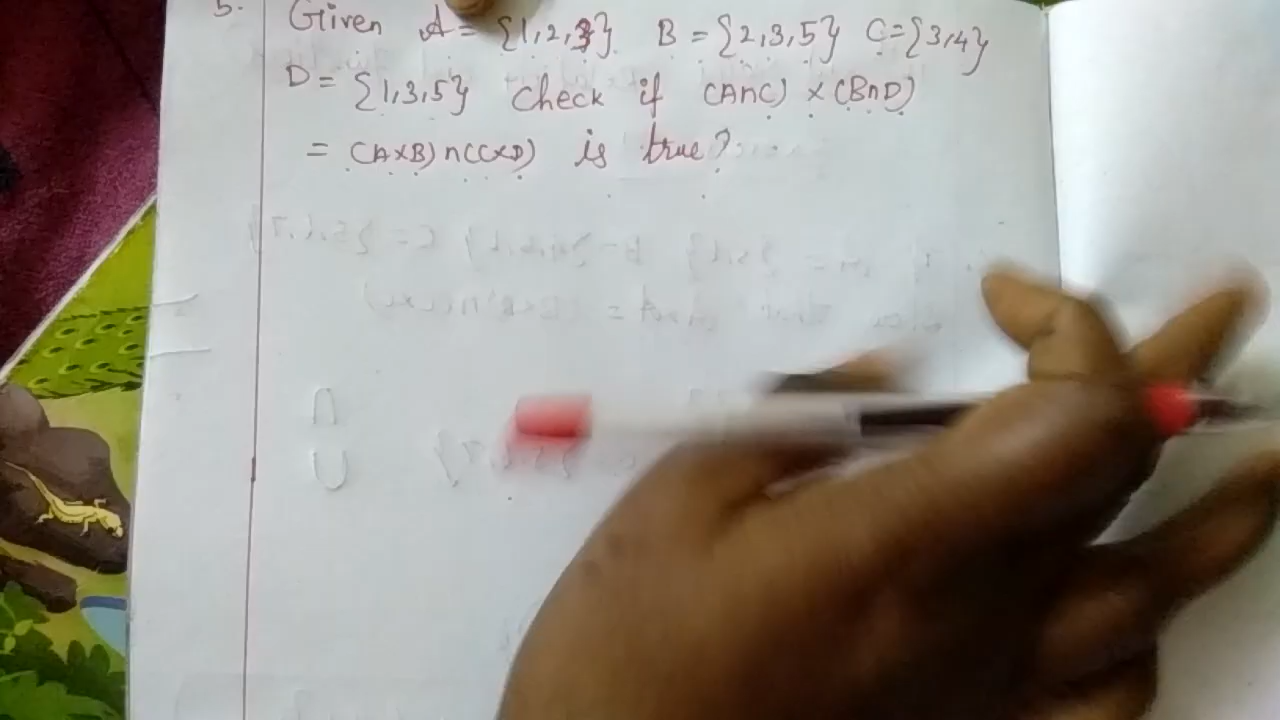 5. Given A = {1,2,3} B = {2,3,5} C={3,4}
D = {1,3,5} check if (A∩C) × (B∩D)
= (A×B)∩(C×D) is true?